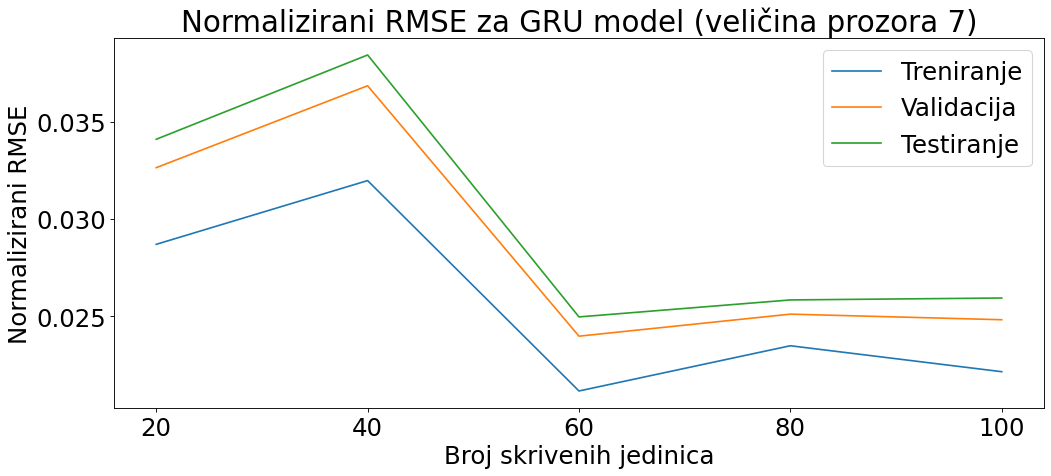 Normalizirani RMSE za GRU model (veličina prozora 7)
Treniranje
Validacija
Testiranje
Normalizirani RMSE
0.035
0.030
0.025
20 40 60 80 100
Broj skrivenih jedinica